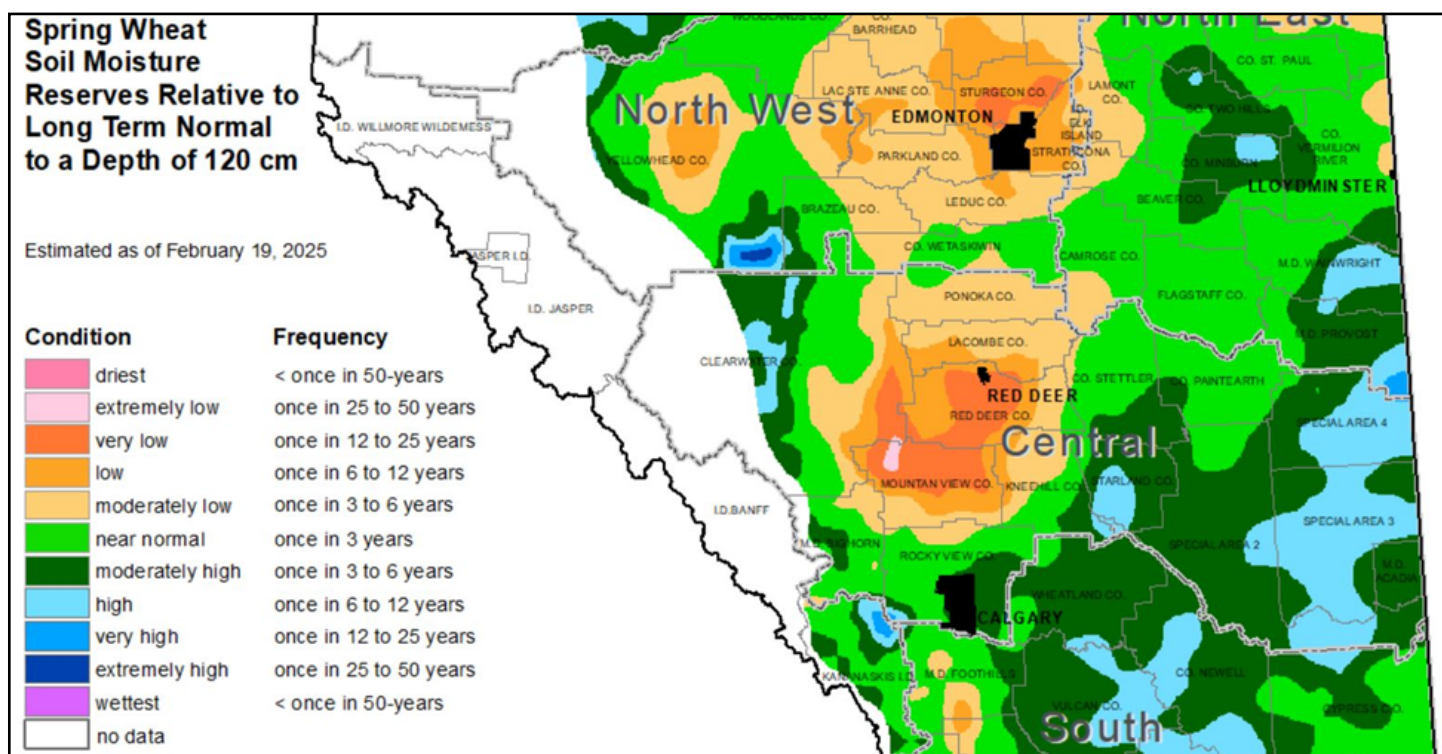 Spring Wheat
Soil Moisture
Reserves Relative to
Long Term Normal
to a Depth of 120 cm
Estimated as of February 19, 2025
Condition Frequency
driest < once in 50-years
extremely low once in 25 to 50 years
very low once in 12 to 25 years
low once in 6 to 12 years
moderately low once in 3 to 6 years
near normal once in 3 years
moderately high once in 3 to 6 years
high once in 6 to 12 years
very high once in 12 to 25 years
extremely high once in 25 to 50 years
wettest < once in 50-years
no data
WOODLANDS CO.
CO.
BARRHEAD
North East
CO. ST. PAUL
LAC STE ANNE CO.
STURGEON CO.
LAMONT
CO.
North West
EDMONTON
I.D.
ELK
ISLAND
CO. TWO HILLS
I.D. WILLMORE WILDERNESS
YELLOWHEAD CO.
PARKLAND CO.
STRATHCONA
CO.
CO. MINBURN
CO.
VERMILION
RIVER
LLOYDMINSTER
BRAZEAU CO.
LEDUC CO.
BEAVER CO.
JASPER I.D.
CO. WETASKIWIN
CAMROSE CO.
M.D. WAINWRIGHT
I.D. JASPER
PONOKA CO.
FLAGSTAFF CO.
M.D. PROVOST
CLEARWATER CO.
LACOMBE CO.
CO. STETTLER
CO. PAINTEARTH
RED DEER
RED DEER CO.
Central
SPECIAL AREA 4
MOUNTAN VIEW CO.
KNEEHILL CO.
STARLAND CO.
I.D.BANFF
SPECIAL AREA 3
M.D. BIGHORN
ROCKY VIEW CO.
SPECIAL AREA 2
M.D.
ACADIA
WHEATLAND CO.
CALGARY
KANANASKIS I.D.
M.D. FOOTHILLS
CO. NEWELL
VULCAN CO.
CYPRESS CO.
South